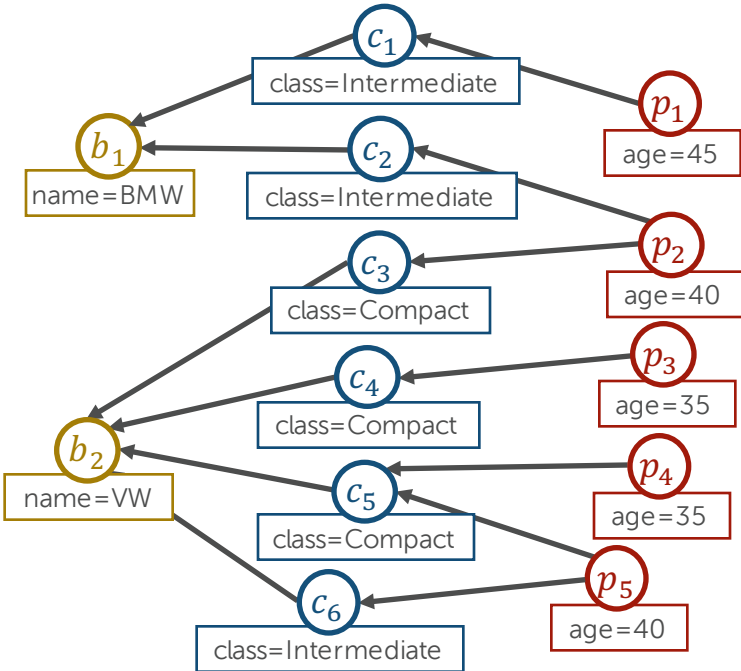 c₁
class=Intermediate
p₁
age=45
b₁
name=BMW
c₂
class=Intermediate
p₂
age=40
c₃
class=Compact
p₃
age=35
c₄
class=Compact
b₂
name=VW
p₄
age=35
c₅
class=Compact
p₅
age=40
c₆
class=Intermediate